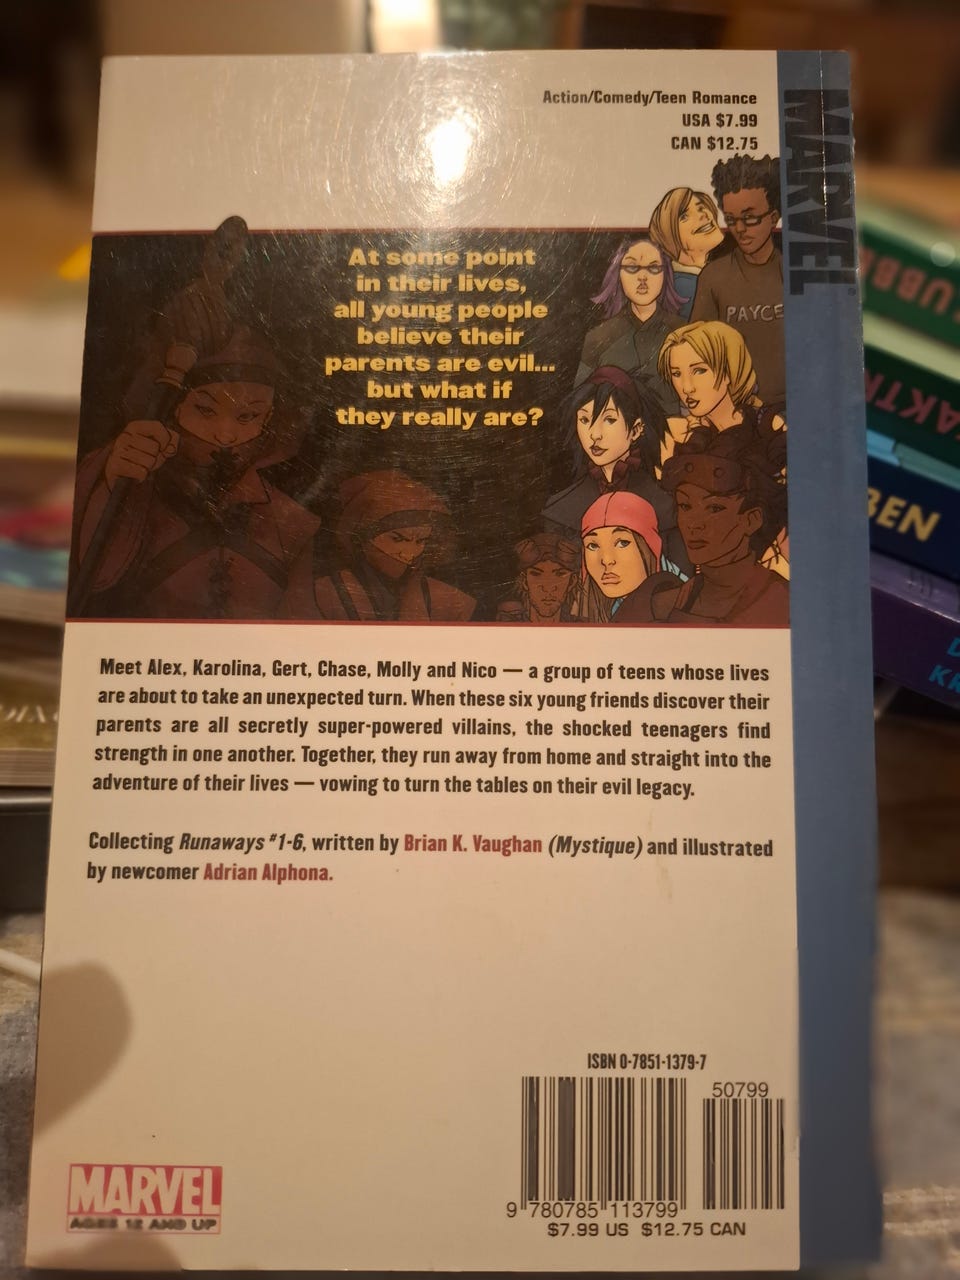 Action/Comedy/Teen Romance
USA $7.99
CAN $12.75
MARVEL
At some point
in their lives,
all young people
believe their
parents are evil...
but what if
they really are?
PAYCE
Meet Alex, Karolina, Gert, Chase, Molly and Nico — a group of teens whose lives
are about to take an unexpected turn. When these six young friends discover their
parents are all secretly super-powered villains, the shocked teenagers find
strength in one another. Together, they run away from home and straight into the
adventure of their lives — vowing to turn the tables on their evil legacy.
Collecting Runaways #1-6, written by Brian K. Vaughan (Mystique) and illustrated
by newcomer Adrian Alphona.
ISBN 0-7851-1379-7
50799
9 780785 113799
$7.99 US $12.75 CAN
MARVEL
AGES 12 AND UP
BEN